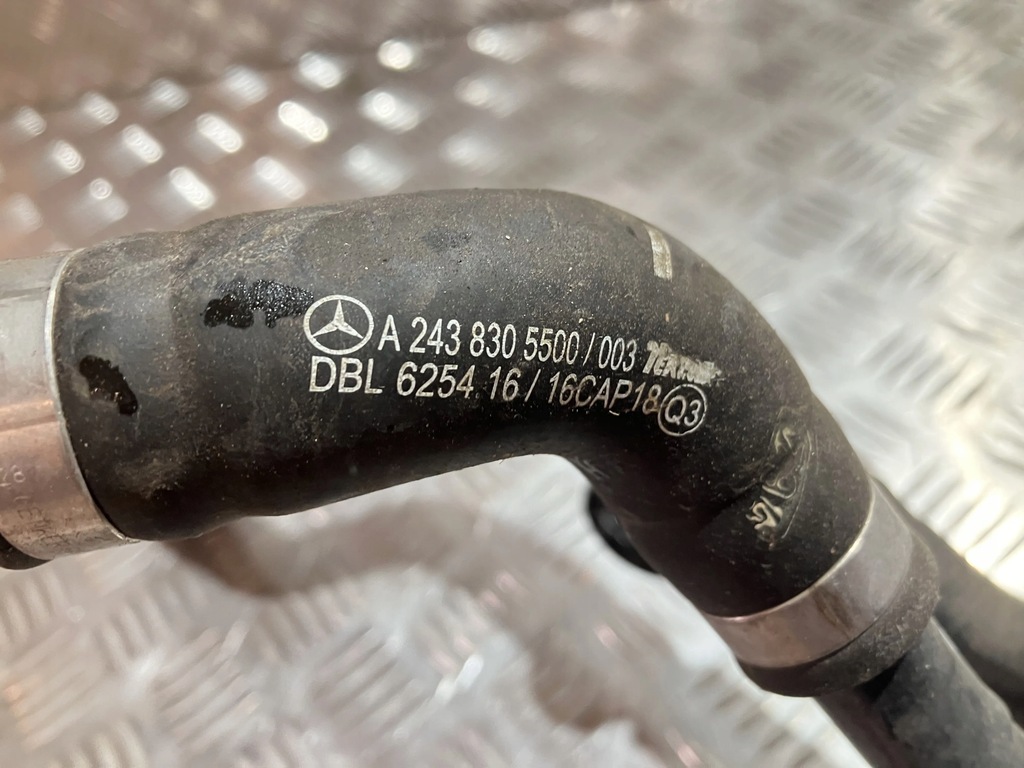 A 243 830 5500 / 003
DBL 6254.16 / 16CAP18 Q3